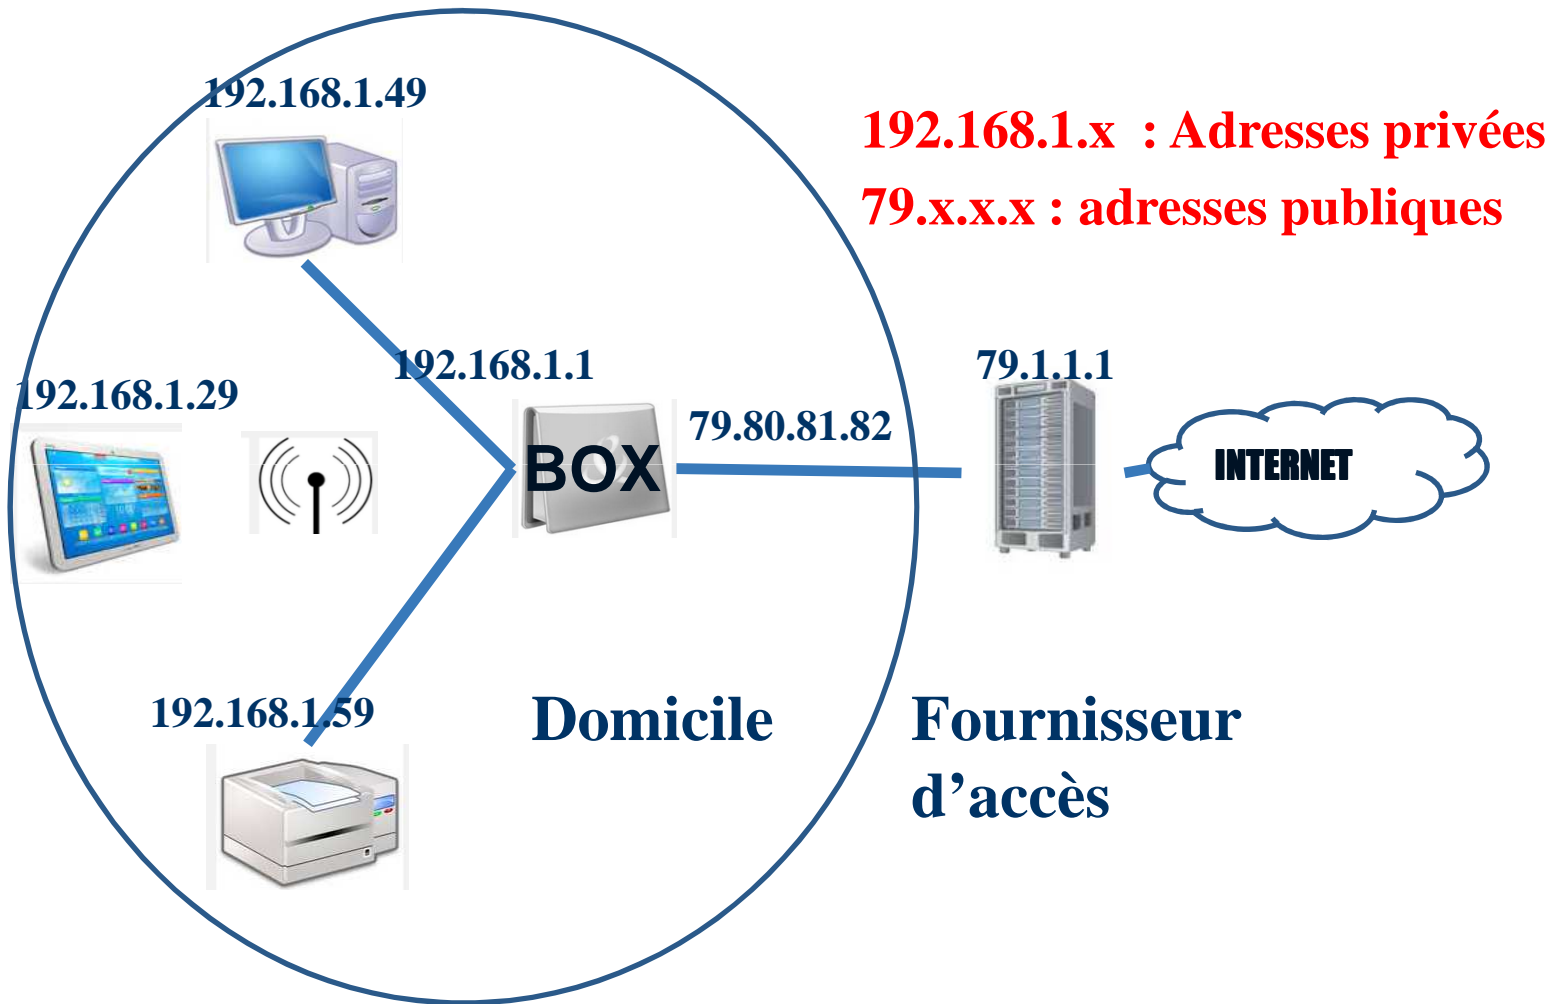 192.168.1.49
192.168.1.x : Adresses privées
79.x.x.x : adresses publiques
192.168.1.1
79.1.1.1
192.168.1.29
79.80.81.82
BOX
INTERNET
192.168.1.59
Domicile
Fournisseur
d’accès